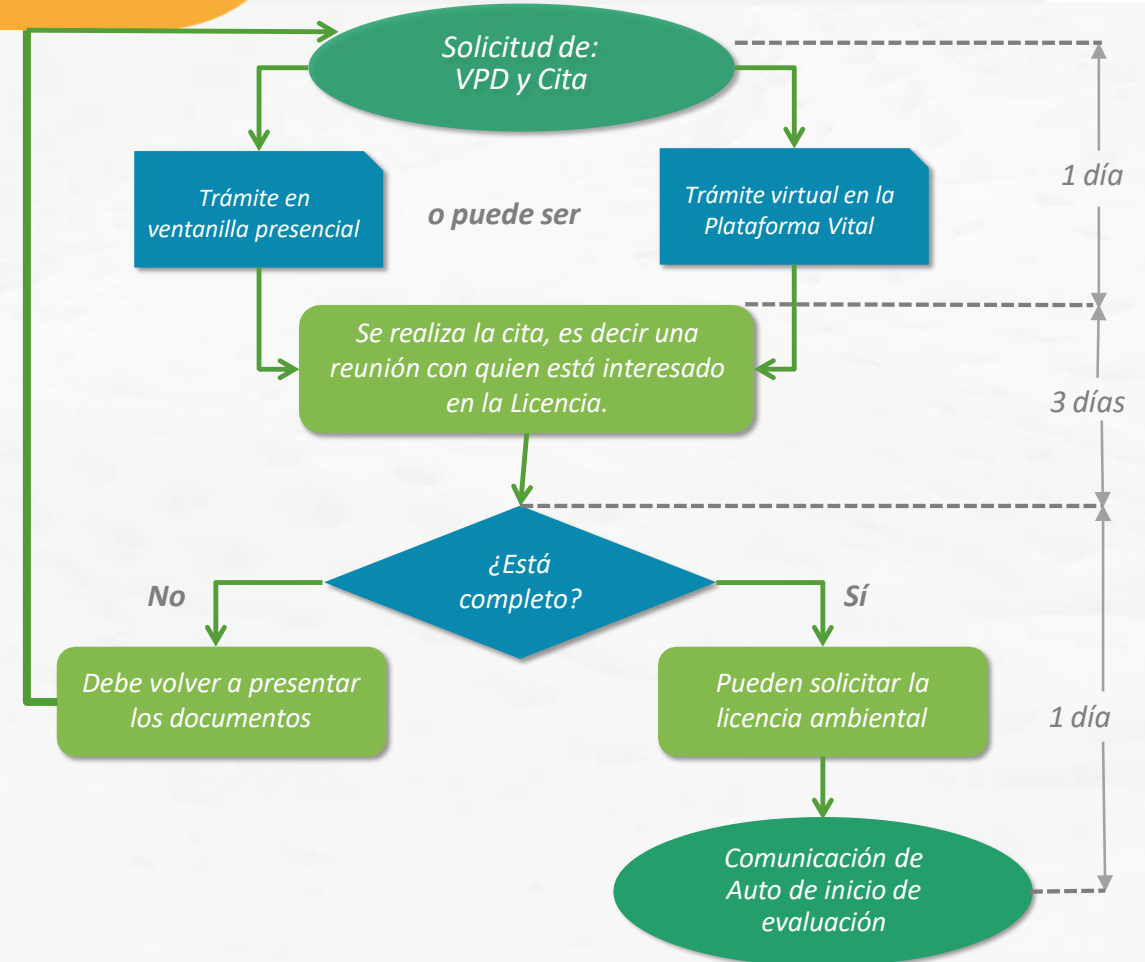 Solicitud de:
VPD y Cita
1 día
Trámite en
ventanilla presencial
o puede ser
Trámite virtual en la
Plataforma Vital
Se realiza la cita, es decir una
reunión con quien está interesado
en la Licencia.
3 días
¿Está
completo?
No
Sí
Debe volver a presentar
los documentos
Pueden solicitar la
licencia ambiental
1 día
Comunicación de
Auto de inicio de
evaluación